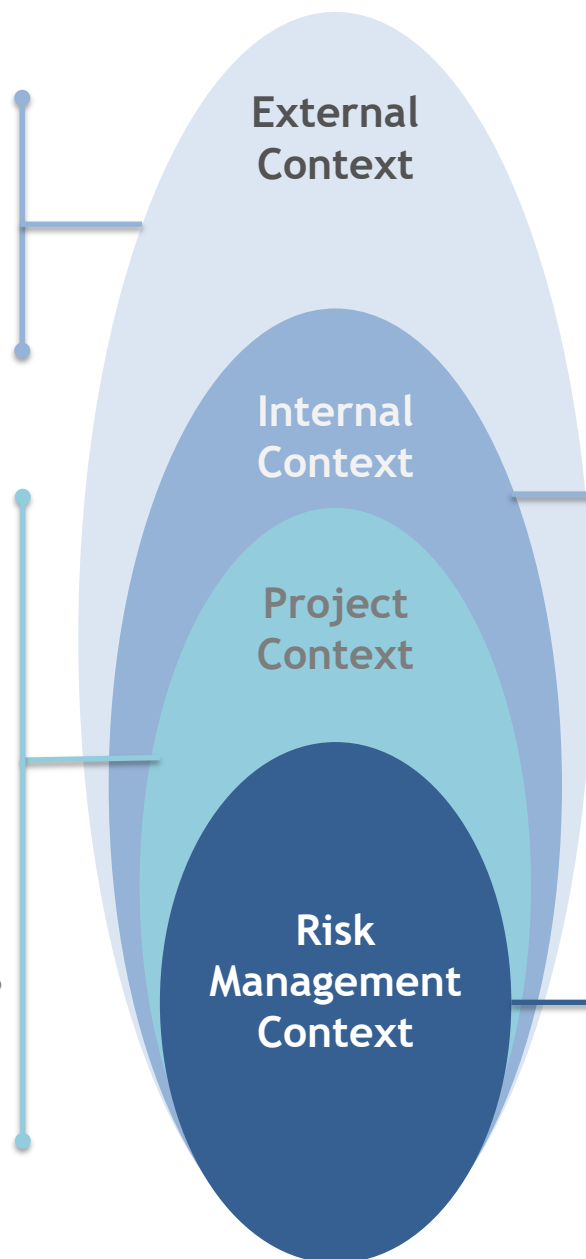 External
Context
Internal
Context
Project
Context
Risk
Management
Context